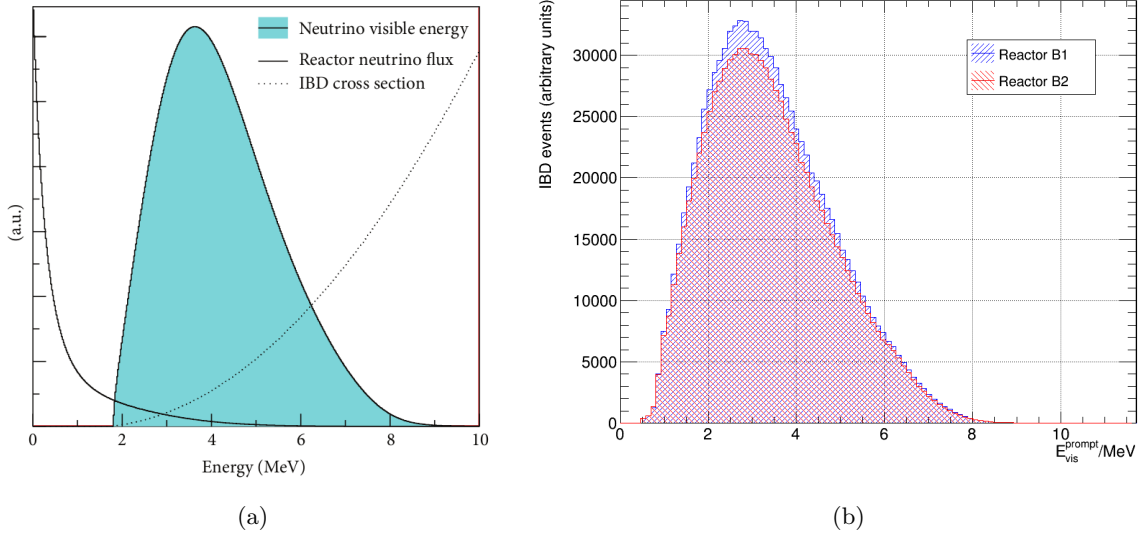 Neutrino visible energy
Reactor neutrino flux
IBD cross section
(a.u.)
0 2 4 6 8 10
Energy (MeV)
(a)
IBD events (arbitrary units)
30000
25000
20000
15000
10000
5000
0
0 2 4 6 8 10
E^prompt_vis/MeV
Reactor B1
Reactor B2
(b)